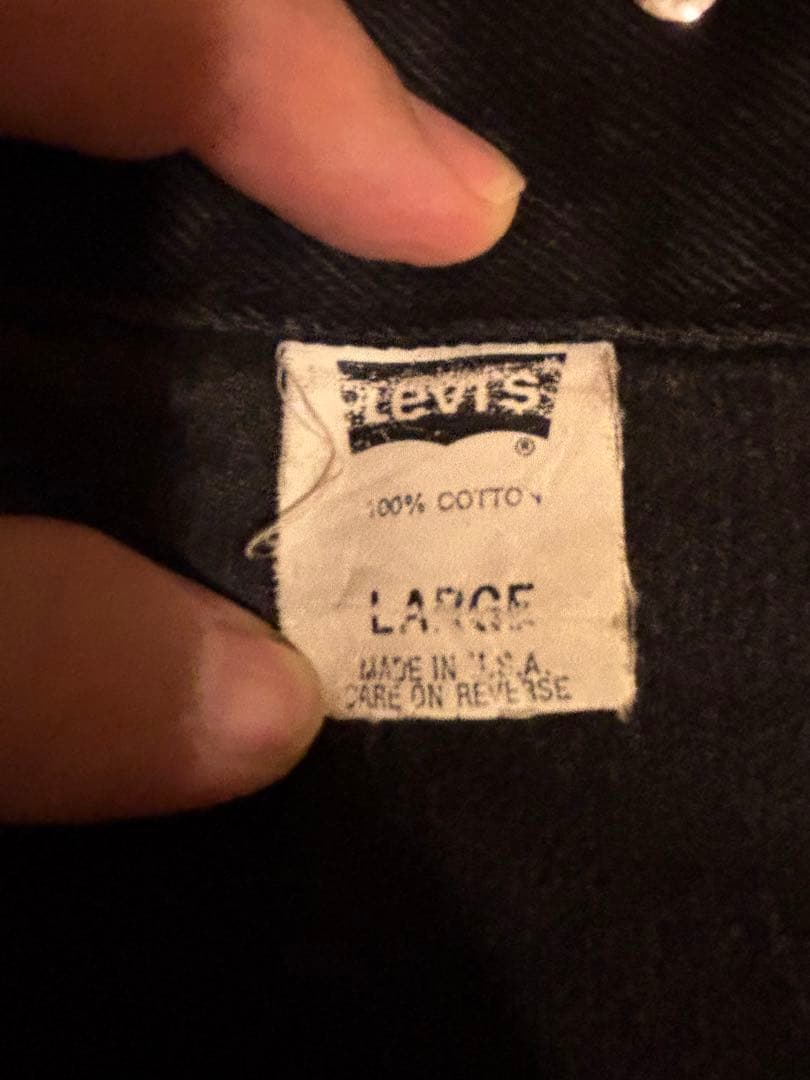 Levi's ®
100% COTTON
LARGE
MADE IN U.S.A.
CARE ON REVERSE